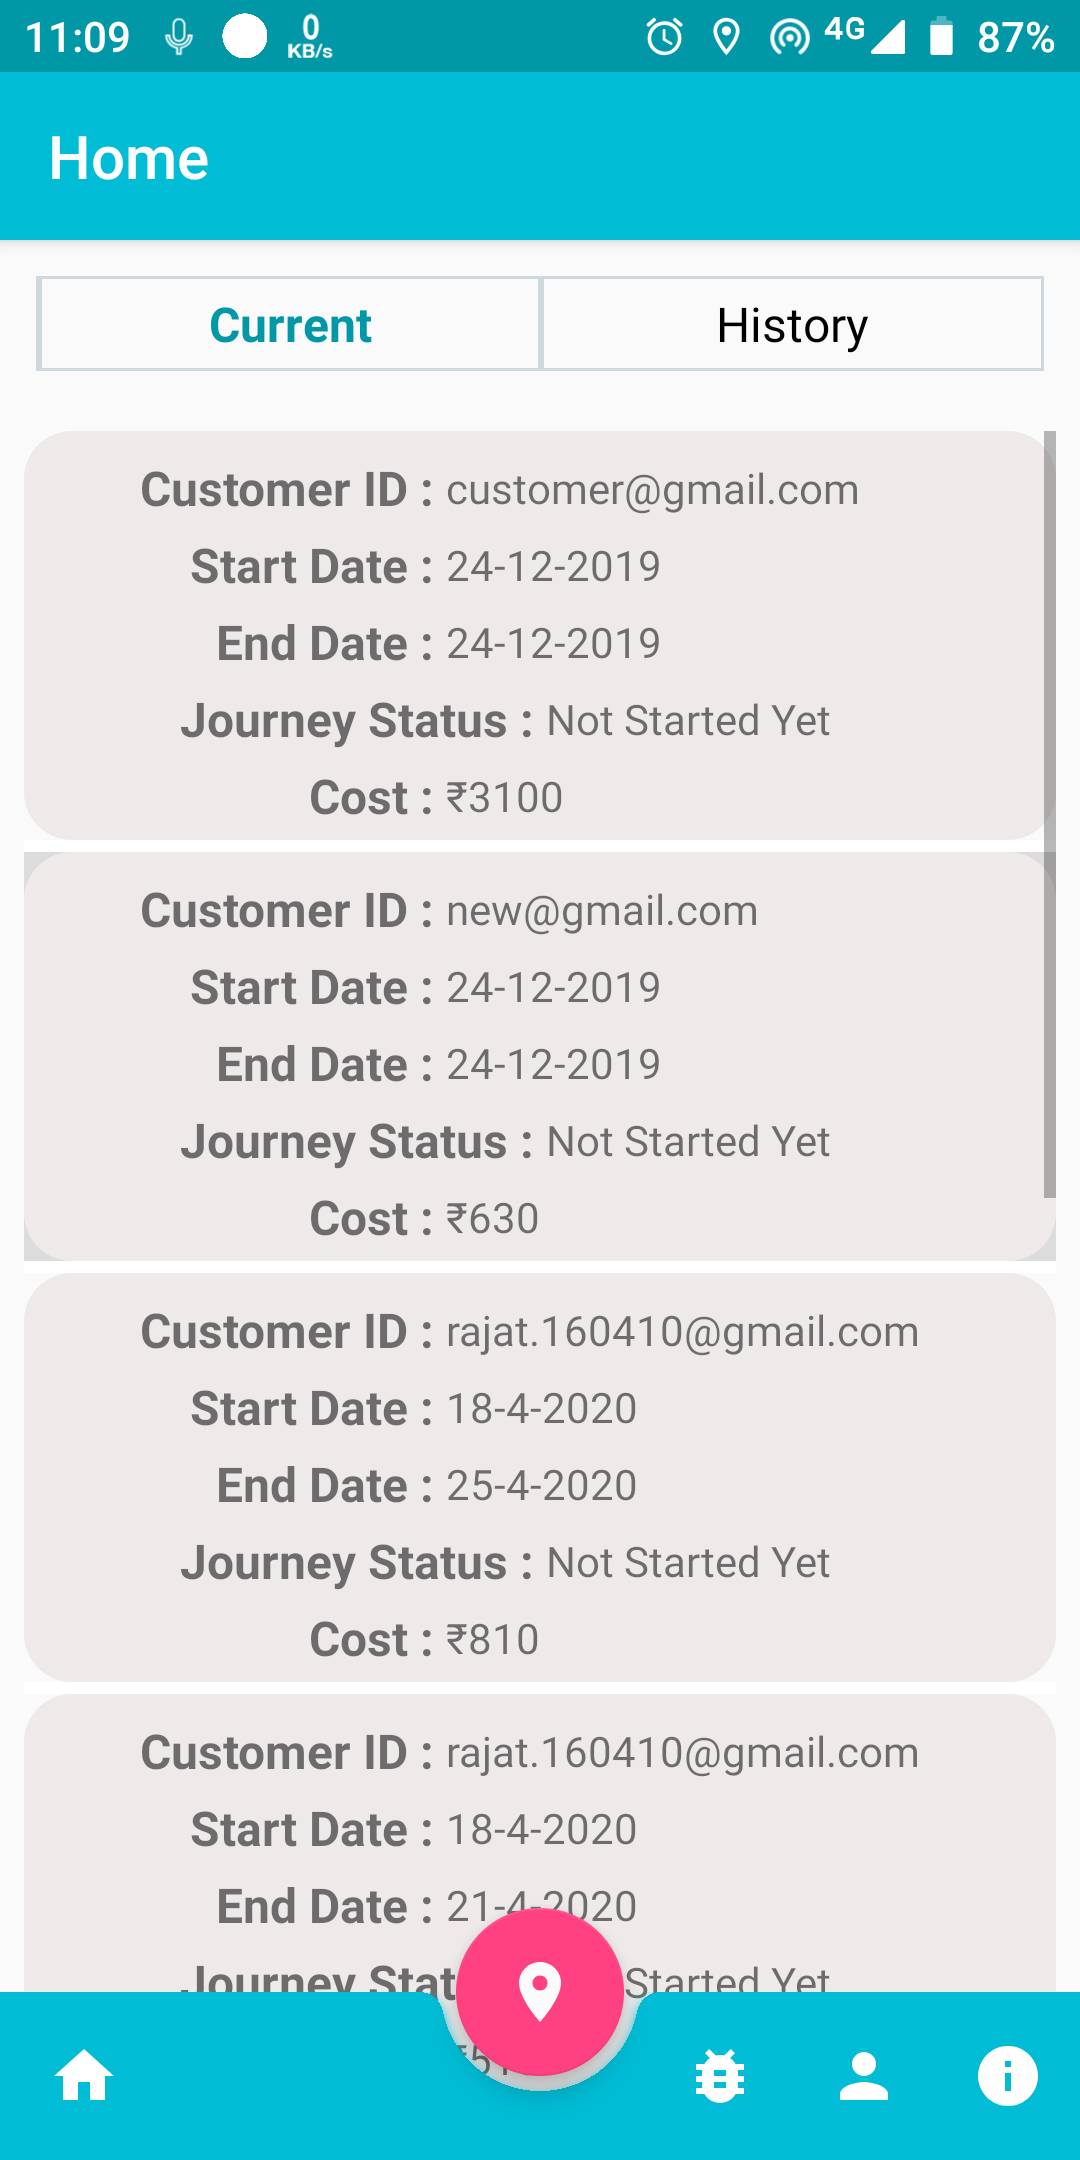 11:09 0 KB/s 4G 87%
Home
Current History
Customer ID : customer@gmail.com
Start Date : 24-12-2019
End Date : 24-12-2019
Journey Status : Not Started Yet
Cost : ₹3100
Customer ID : new@gmail.com
Start Date : 24-12-2019
End Date : 24-12-2019
Journey Status : Not Started Yet
Cost : ₹630
Customer ID : rajat.160410@gmail.com
Start Date : 18-4-2020
End Date : 25-4-2020
Journey Status : Not Started Yet
Cost : ₹810
Customer ID : rajat.160410@gmail.com
Start Date : 18-4-2020
End Date : 21-4-2020
Journey Started Yet